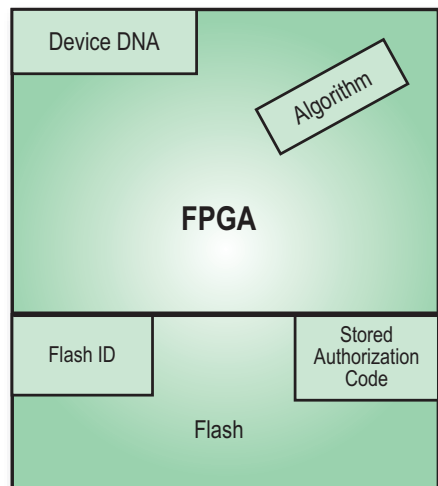 Device DNA
Algorithm
FPGA
Flash ID
Stored
Authorization
Code
Flash